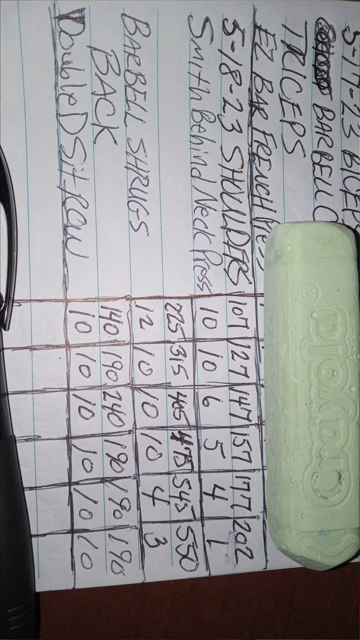 5-17-23 BICEPS
BARBELL C
TRICEPS
EZ BAR FRENCH Press
5-18-23 SHOULDERS 107 127 147 157 177 202
Smith Behind Neck Press 10 10 6 5 4 1
225 315 405 475 545 550
BARBELL SHRUGS 12 10 10 10 4 3
BACK 140 190 240 190 190 190
Double D Sit Row 10 10 10 10 10 10